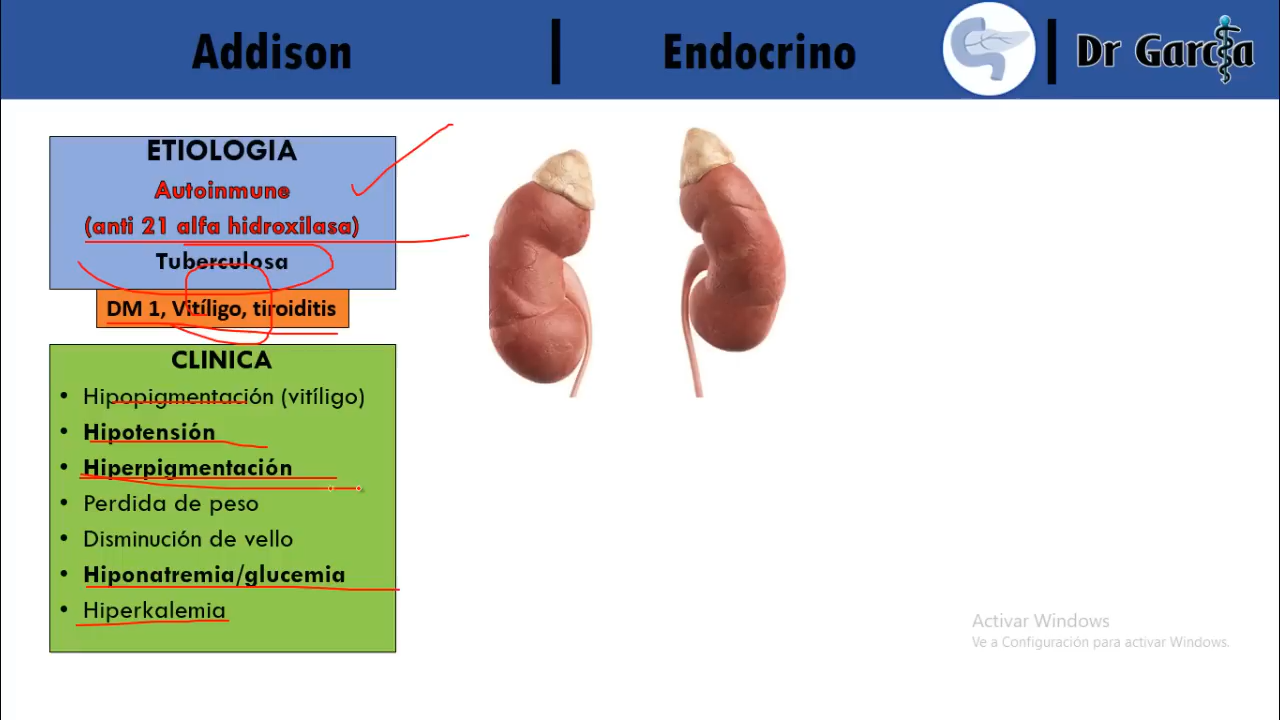 Addison
Endocrino
Dr García
ETIOLOGIA
Autoinmune
(anti 21 alfa hidroxilasa)
Tuberculosa
DM 1, Vitíligo, tiroiditis
CLINICA
• Hipopigmentación (vitíligo)
• Hipotensión
• Hiperpigmentación
• Perdida de peso
• Disminución de vello
• Hiponatremia/glucemia
• Hiperkalemia
Activar Windows
Ve a Configuración para activar Windows.